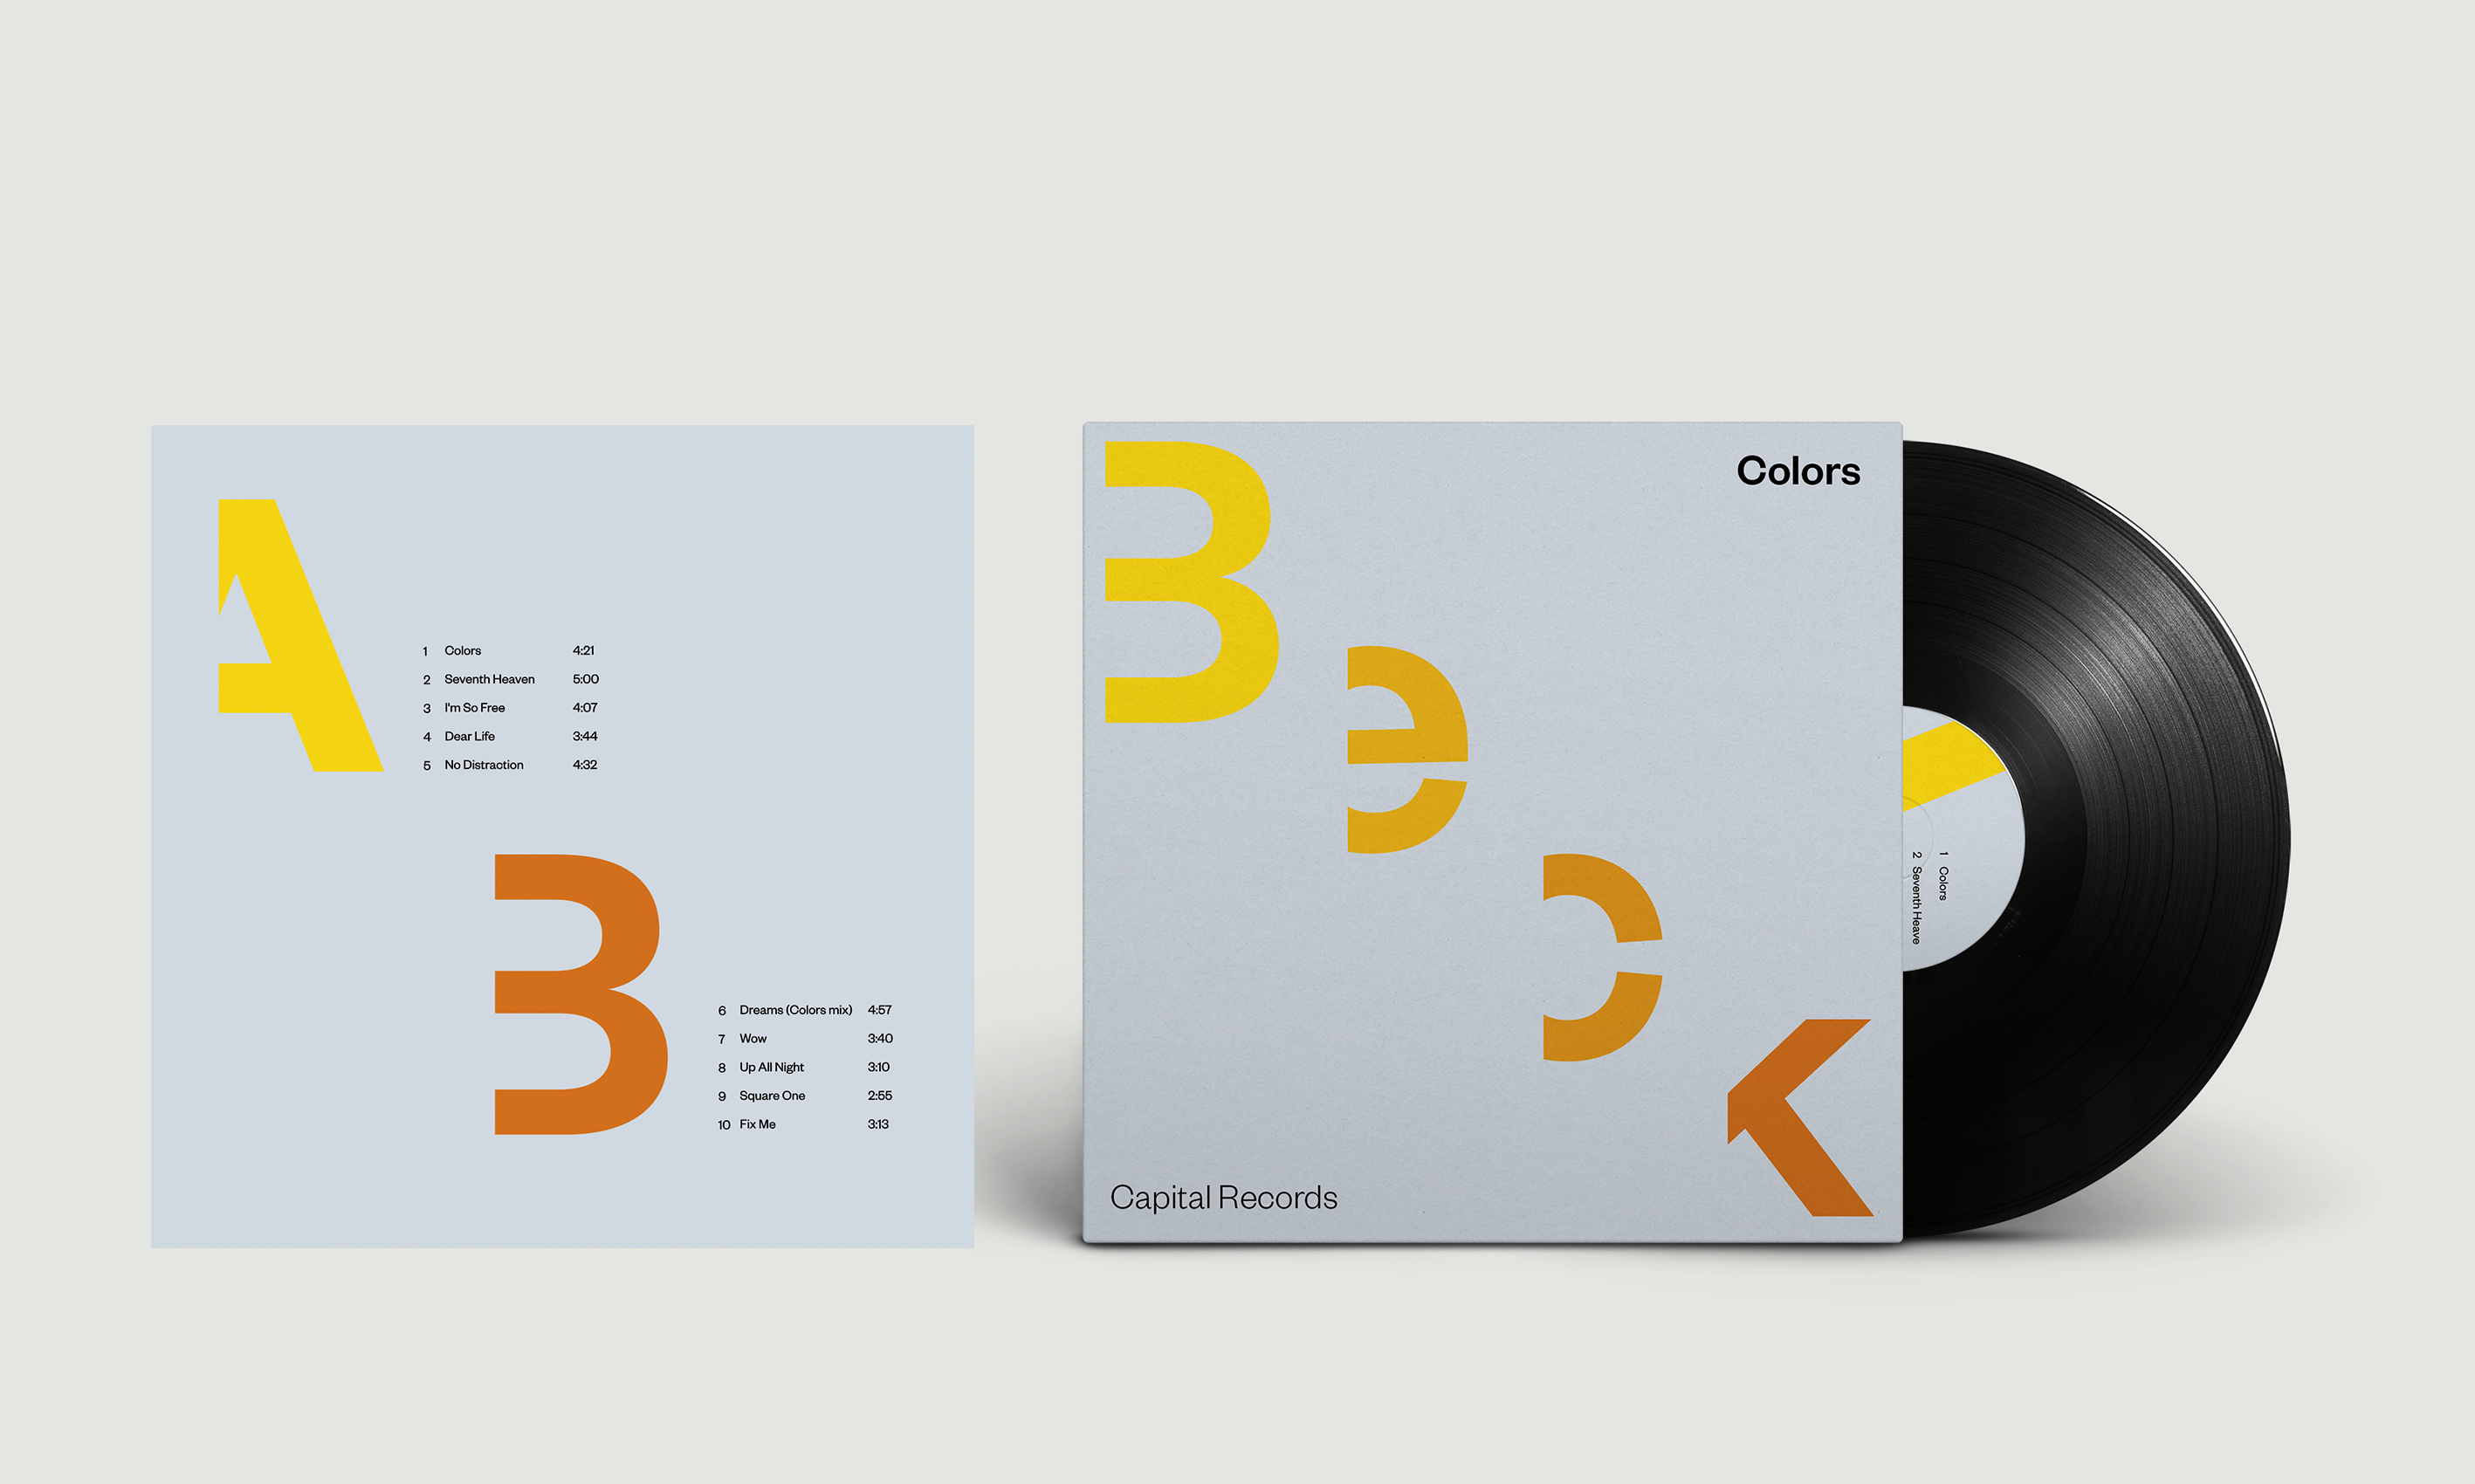 A
1 Colors 4:21
2 Seventh Heaven 5:00
3 I'm So Free 4:07
4 Dear Life 3:44
5 No Distraction 4:32
B
6 Dreams (Colors mix) 4:57
7 Wow 3:40
8 Up All Night 3:10
9 Square One 2:55
10 Fix Me 3:13
Colors
Beck
Capital Records
1 Colors
2 Seventh Heave